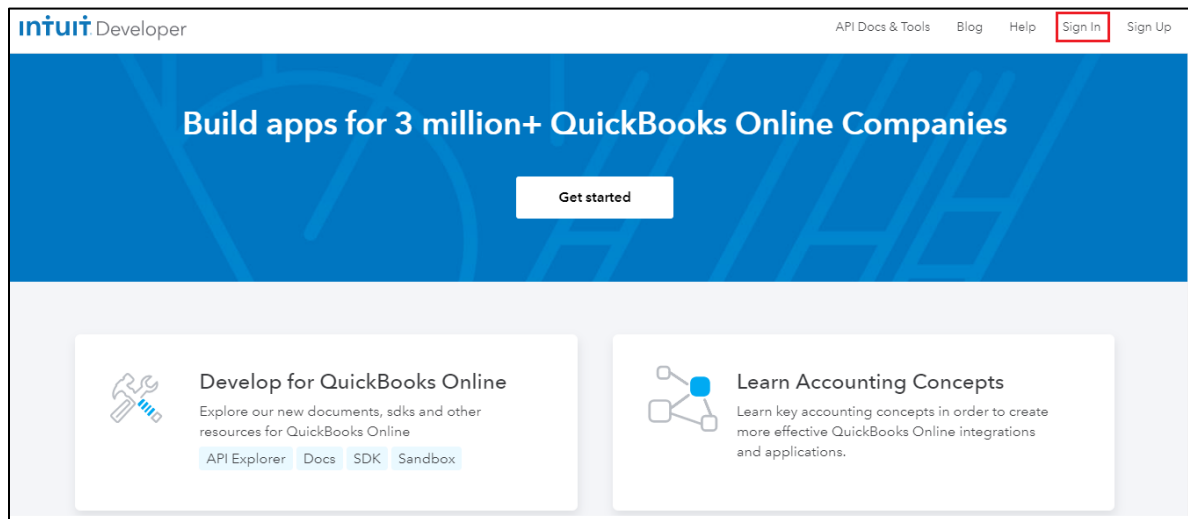 intuit Developer
API Docs & Tools Blog Help Sign In Sign Up
Build apps for 3 million+ QuickBooks Online Companies
Get started
Develop for QuickBooks Online
Explore our new documents, sdks and other
resources for QuickBooks Online
API Explorer Docs SDK Sandbox
Learn Accounting Concepts
Learn key accounting concepts in order to create
more effective QuickBooks Online integrations
and applications.